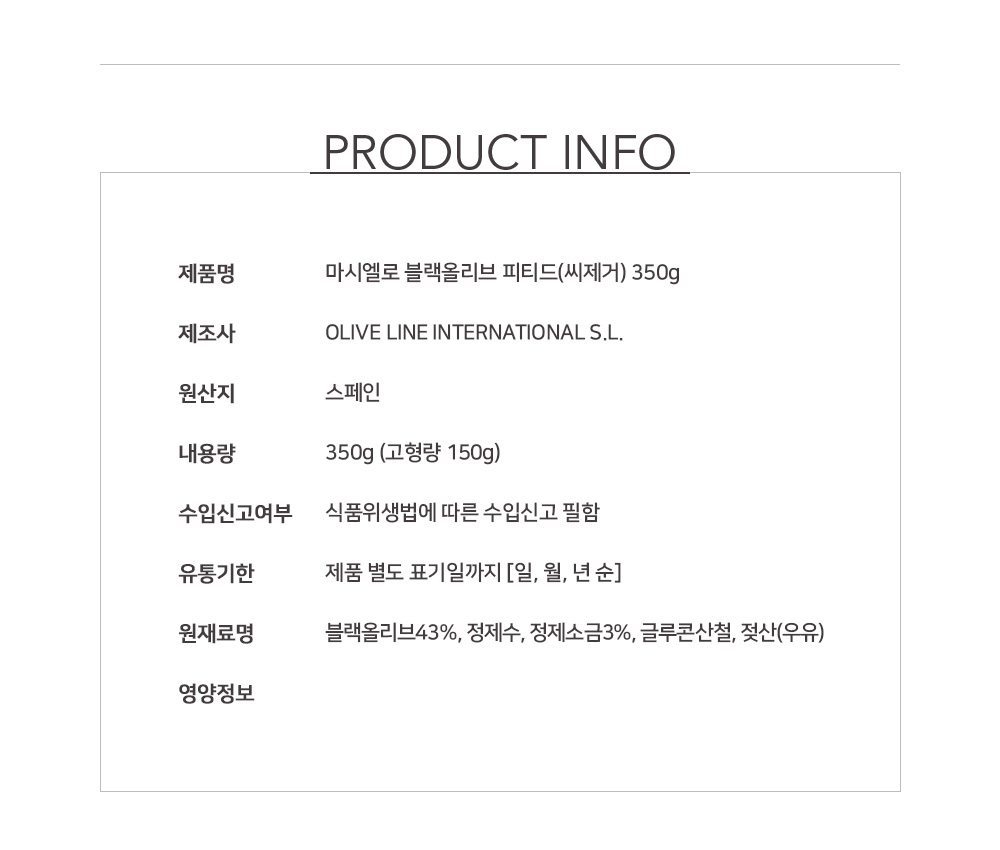 PRODUCT INFO
제품명 마시엘로 블랙올리브 피티드(씨제거) 350g
제조사 OLIVE LINE INTERNATIONAL S.L.
원산지 스페인
내용량 350g (고형량 150g)
수입신고여부 식품위생법에 따른 수입신고 필함
유통기한 제품 별도 표기일까지 [일, 월, 년 순]
원재료명 블랙올리브43%, 정제수, 정제소금3%, 글루콘산철, 젖산(우유)
영양정보